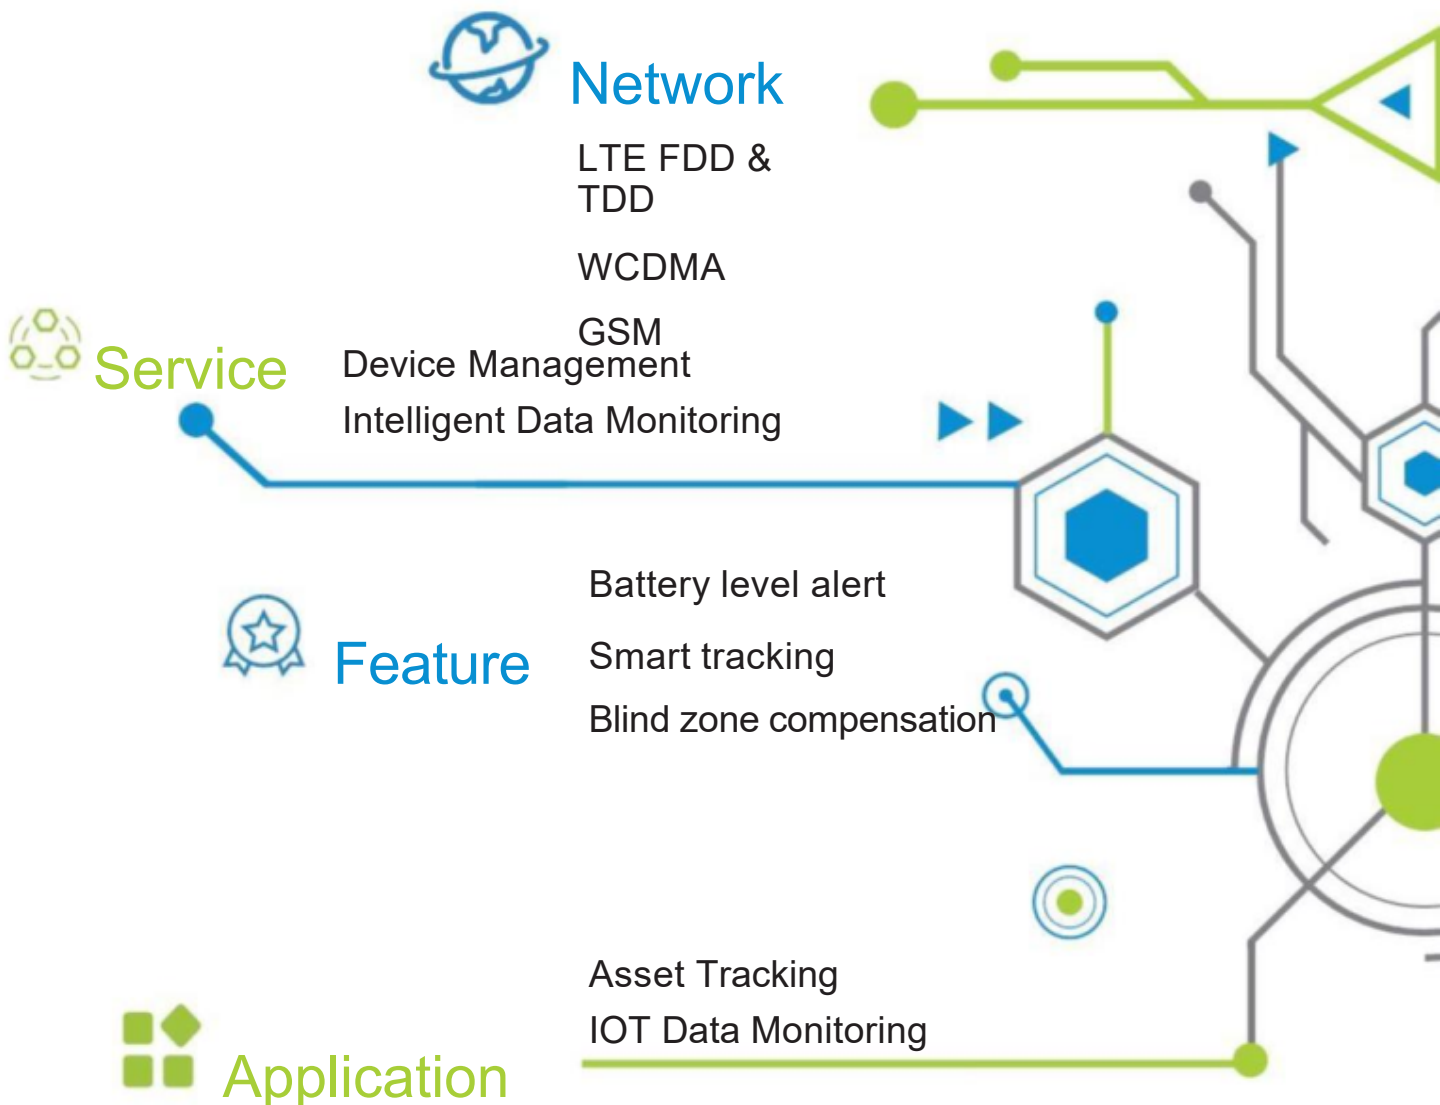 Network
LTE FDD &
TDD
WCDMA
GSM
Service
Device Management
Intelligent Data Monitoring
Feature
Battery level alert
Smart tracking
Blind zone compensation
Application
Asset Tracking
IOT Data Monitoring